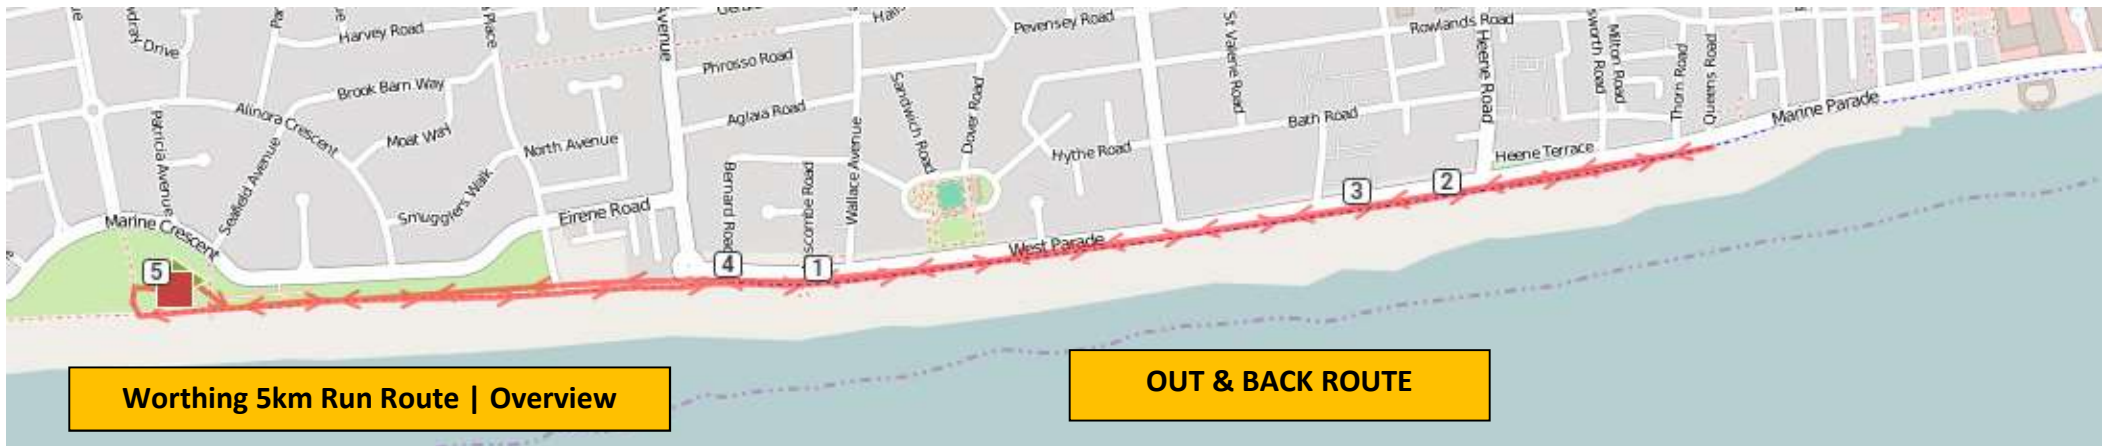 Drive
Harvey Road
Place
Avenue
Pevensey Road
St Valerie Road
Rowlands Road
Heene Road
Milton Road
Thorn Road
Queens Road
Marine Parade
Phrosso Road
Brook Barn Way
Alinora Crescent
Patricia Avenue
Seafield Avenue
Moat Way
North Avenue
Aglaia Road
Sandwich Road
Dover Road
Wallace Avenue
Hythe Road
Bath Road
Heene Terrace
Bernard Road
Smugglers Walk
Eirene Road
Marine Crescent
West Parade
5
4
1
3
2
Worthing 5km Run Route | Overview
OUT & BACK ROUTE